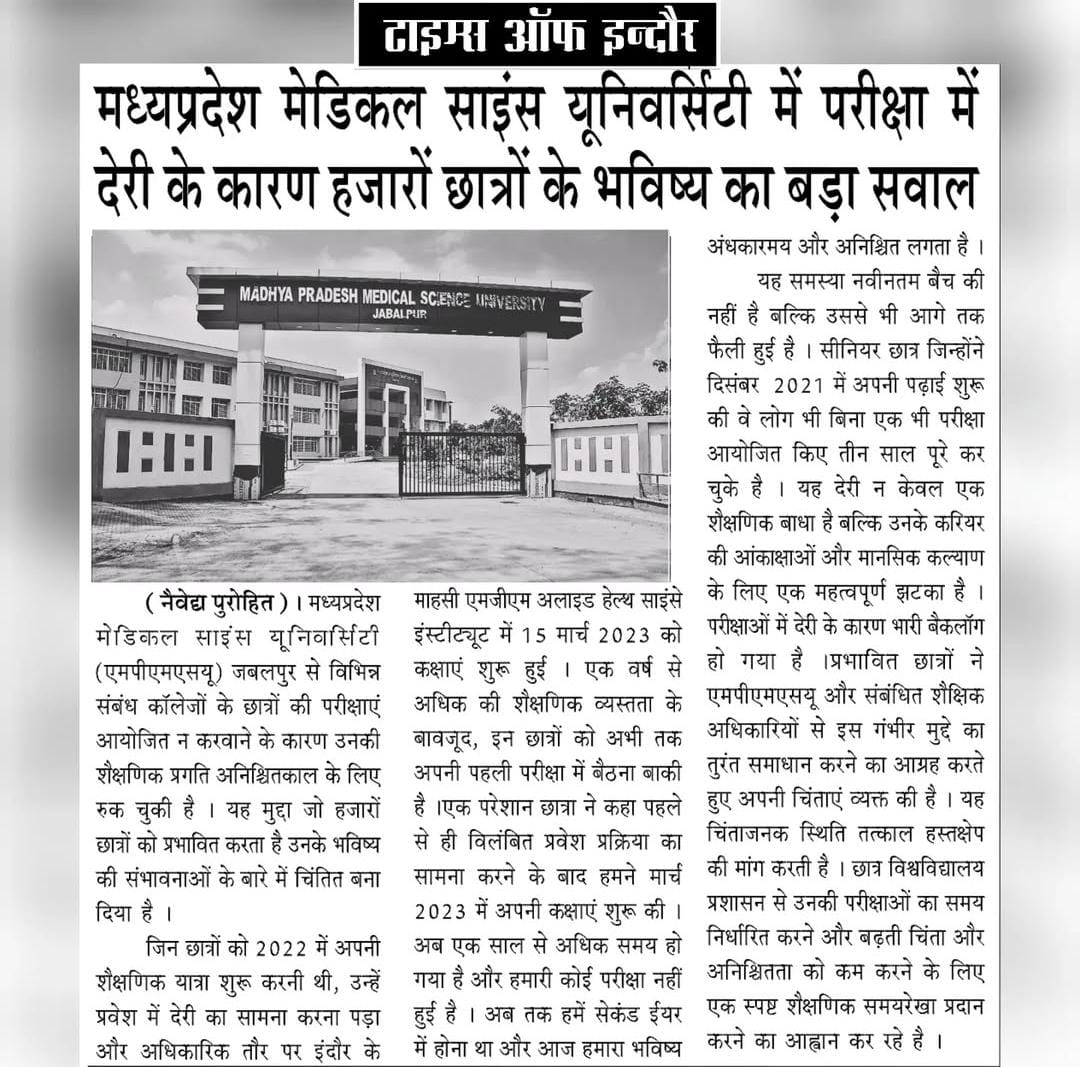 टाइम्स ऑफ इन्दौर
मध्यप्रदेश मेडिकल साइंस यूनिवर्सिटी में परीक्षा में
देरी के कारण हजारों छात्रों के भविष्य का बड़ा सवाल
MADHYA PRADESH MEDICAL SCIENCE UNIVERSITY
JABALPUR
( नैवेद्य पुरोहित ) । मध्यप्रदेश
मेडिकल साइंस यूनिवर्सिटी
(एमपीएमएसयू) जबलपुर से विभिन्न
संबंध कॉलेजों के छात्रों की परीक्षाएं
आयोजित न करवाने के कारण उनकी
शैक्षणिक प्रगति अनिश्चितकाल के लिए
रुक चुकी है । यह मुद्दा जो हजारों
छात्रों को प्रभावित करता है उनके भविष्य
की संभावनाओं के बारे में चिंतित बना
दिया है ।
जिन छात्रों को 2022 में अपनी
शैक्षणिक यात्रा शुरू करनी थी, उन्हें
प्रवेश में देरी का सामना करना पड़ा
और अधिकारिक तौर पर इंदौर के
माहसी एमजीएम अलाइड हेल्थ साइंसे
इंस्टीट्यूट में 15 मार्च 2023 को
कक्षाएं शुरू हुई । एक वर्ष से
अधिक की शैक्षणिक व्यस्तता के
बावजूद, इन छात्रों को अभी तक
अपनी पहली परीक्षा में बैठना बाकी
है ।एक परेशान छात्रा ने कहा पहले
से ही विलंबित प्रवेश प्रक्रिया का
सामना करने के बाद हमने मार्च
2023 में अपनी कक्षाएं शुरू की ।
अब एक साल से अधिक समय हो
गया है और हमारी कोई परीक्षा नहीं
हुई है । अब तक हमें सेकंड ईयर
में होना था और आज हमारा भविष्य
अंधकारमय और अनिश्चित लगता है ।
यह समस्या नवीनतम बैच की
नहीं है बल्कि उससे भी आगे तक
फैली हुई है । सीनियर छात्र जिन्होंने
दिसंबर 2021 में अपनी पढ़ाई शुरू
की वे लोग भी बिना एक भी परीक्षा
आयोजित किए तीन साल पूरे कर
चुके है । यह देरी न केवल एक
शैक्षणिक बाधा है बल्कि उनके करियर
की आंकाक्षाओं और मानसिक कल्याण
के लिए एक महत्वपूर्ण झटका है ।
परीक्षाओं में देरी के कारण भारी बैकलॉग
हो गया है ।प्रभावित छात्रों ने
एमपीएमएसयू और संबंधित शैक्षिक
अधिकारियों से इस गंभीर मुद्दे का
तुरंत समाधान करने का आग्रह करते
हुए अपनी चिंताएं व्यक्त की है । यह
चिंताजनक स्थिति तत्काल हस्तक्षेप
की मांग करती है । छात्र विश्वविद्यालय
प्रशासन से उनकी परीक्षाओं का समय
निर्धारित करने और बढ़ती चिंता और
अनिश्चितता को कम करने के लिए
एक स्पष्ट शैक्षणिक समयरेखा प्रदान
करने का आह्वान कर रहे है ।